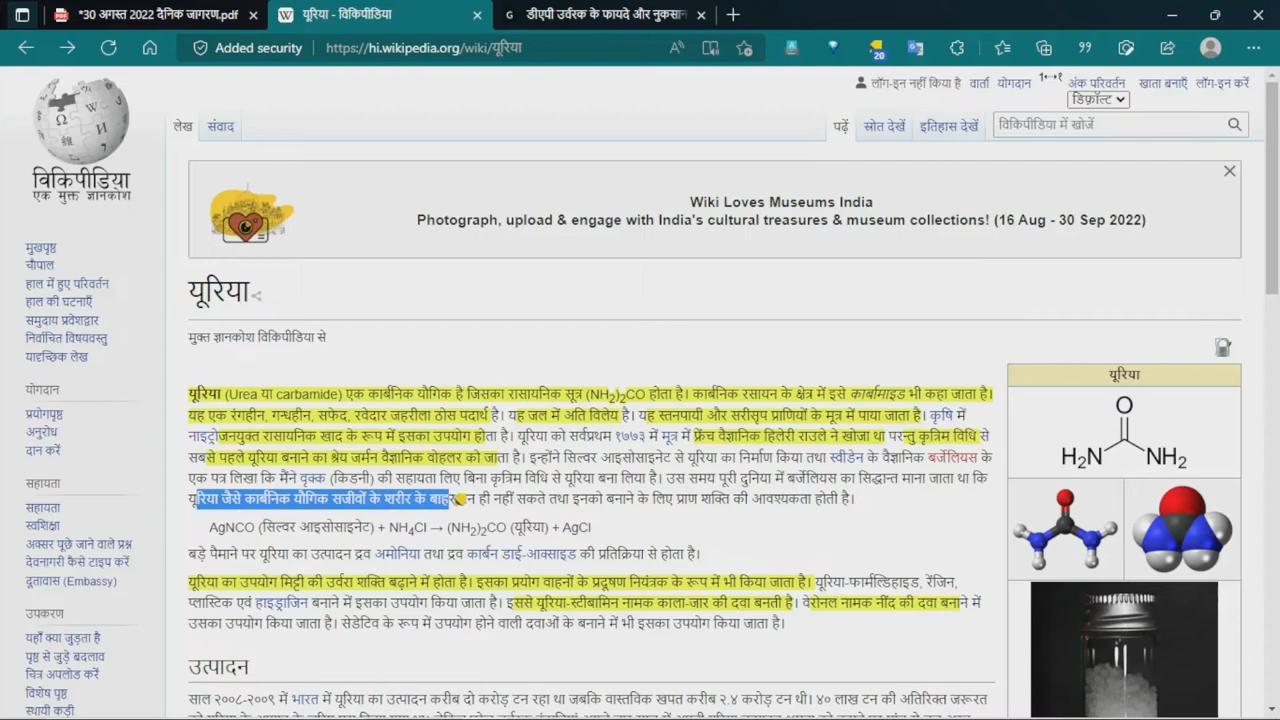 *30 अगस्त 2022 दैनिक जागरण.pdf
यूरिया - विकिपीडिया
डीएपी उर्वरक के फायदे और नुकसान
Added security
https://hi.wikipedia.org/wiki/यूरिया
20
विकिपीडिया
एक मुक्त ज्ञानकोश
लॉग-इन नहीं किया है वार्ता योगदान अंक परिवर्तन खाता बनाएँ लॉग-इन करें
डिफ़ॉल्ट
लेख संवाद
पढ़ें स्रोत देखें इतिहास देखें विकिपीडिया में खोजें
Wiki Loves Museums India
Photograph, upload & engage with India's cultural treasures & museum collections! (16 Aug - 30 Sep 2022)
मुखपृष्ठ
चौपाल
हाल में हुए परिवर्तन
हाल की घटनाएँ
समुदाय प्रवेशद्वार
निर्वाचित विषयवस्तु
यादृच्छिक लेख
योगदान
प्रयोगपृष्ठ
अनुरोध
दान करें
सहायता
सहायता
स्वशिक्षा
अक्सर पूछे जाने वाले प्रश्न
देवनागरी कैसे टाइप करें
दूतावास (Embassy)
उपकरण
यहाँ क्या जुड़ता है
पृष्ठ से जुड़े बदलाव
चित्र अपलोड करें
विशेष पृष्ठ
स्थायी कड़ी
यूरिया
मुक्त ज्ञानकोश विकिपीडिया से
यूरिया (Urea या carbamide) एक कार्बनिक यौगिक है जिसका रासायनिक सूत्र (NH2)2CO होता है। कार्बनिक रसायन के क्षेत्र में इसे कार्बामाइड भी कहा जाता है।
यह एक रंगहीन, गन्धहीन, सफेद, रवेदार जहरीला ठोस पदार्थ है। यह जल में अति विलेय है। यह स्तनपायी और सरीसृप प्राणियों के मूत्र में पाया जाता है। कृषि में
नाइट्रोजनयुक्त रासायनिक खाद के रूप में इसका उपयोग होता है। यूरिया को सर्वप्रथम १७७३ में मूत्र में फ्रेंच वैज्ञानिक हिलेरी राउले ने खोजा था परन्तु कृत्रिम विधि से
सबसे पहले यूरिया बनाने का श्रेय जर्मन वैज्ञानिक वोहलर को जाता है। इन्होंने सिल्वर आइसोसाइनेट से यूरिया का निर्माण किया तथा स्वीडेन के वैज्ञानिक बर्जेलियस के
एक पत्र लिखा कि मैंने वृक्क (किडनी) की सहायता लिए बिना कृत्रिम विधि से यूरिया बना लिया है। उस समय पूरी दुनिया में बर्जेलियस का सिद्धान्त माना जाता था कि
यूरिया जैसे कार्बनिक यौगिक सजीवों के शरीर के बाहर ही नहीं सकते तथा इनको बनाने के लिए प्राण शक्ति की आवश्यकता होती है।
AgNCO (सिल्वर आइसोसाइनेट) + NH4Cl → (NH2)2CO (यूरिया) + AgCl
बड़े पैमाने पर यूरिया का उत्पादन द्रव अमोनिया तथा द्रव कार्बन डाई-आक्साइड की प्रतिक्रिया से होता है।
यूरिया का उपयोग मिट्टी की उर्वरा शक्ति बढ़ाने में होता है। इसका प्रयोग वाहनों के प्रदूषण नियंत्रक के रूप में भी किया जाता है। यूरिया-फार्मल्डिहाइड, रेंजिन,
प्लास्टिक एवं हाइड्राजिन बनाने में इसका उपयोग किया जाता है। इससे यूरिया-स्टीबामिन नामक काला-जार की दवा बनती है। वेरोनल नामक नींद की दवा बनाने में
उसका उपयोग किया जाता है। सेडेटिव के रूप में उपयोग होने वाली दवाओं के बनाने में भी इसका उपयोग किया जाता है।
उत्पादन
साल २००८-२००९ में भारत में यूरिया का उत्पादन करीब दो करोड़ टन रहा था जबकि वास्तविक खपत करीब २.४ करोड़ टन थी। ४० लाख टन की अतिरिक्त जरूरत
यूरिया
O
H2N NH2